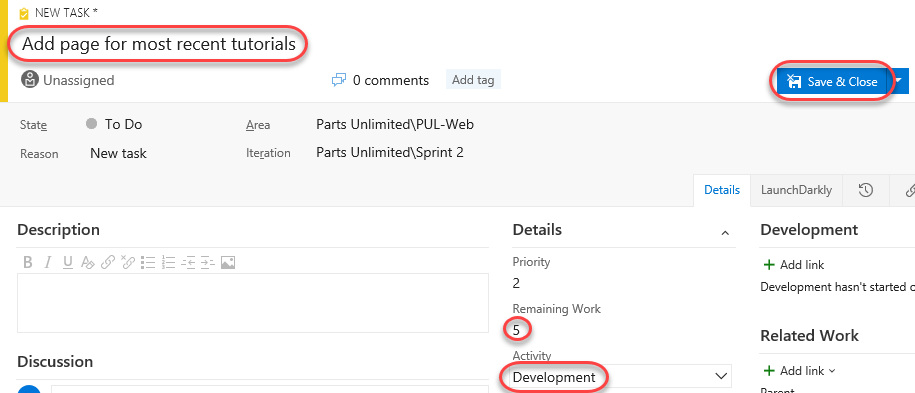 NEW TASK *
Add page for most recent tutorials
Unassigned
0 comments
Add tag
Save & Close
State
To Do
Area
Parts Unlimited\PUL-Web
Reason
New task
Iteration
Parts Unlimited\Sprint 2
Details
LaunchDarkly
Description
Details
Development
B I U
Priority
2
Add link
Development hasn't started o
Remaining Work
5
Related Work
Activity
Development
Add link
Discussion
Parent